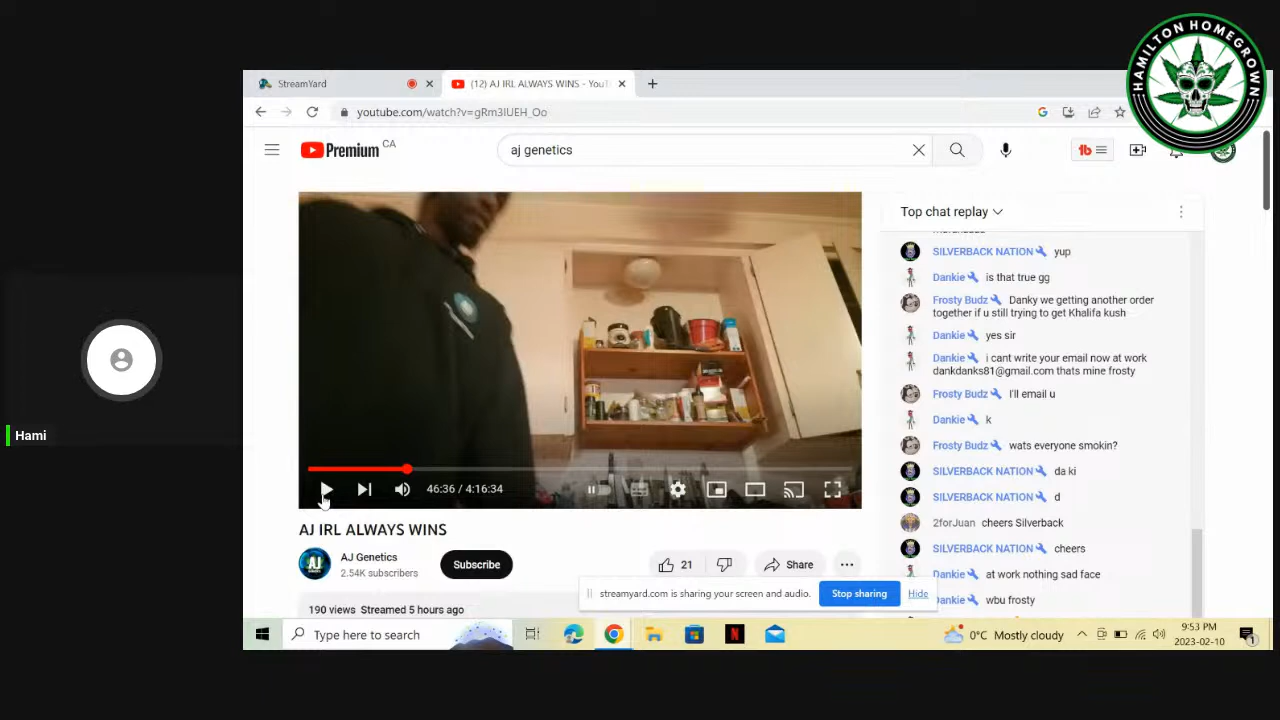 HAMILTON HOMEGROWN
StreamYard
(12) AJ IRL ALWAYS WINS - YouT
youtube.com/watch?v=gRm3IUEH_Oo
Premium CA
aj genetics
Top chat replay
SILVERBACK NATION yup
Dankie is that true gg
Frosty Budz Danky we getting another order
together if u still trying to get Khalifa kush
Dankie yes sir
Dankie i cant write your email now at work
dankdanks81@gmail.com thats mine frosty
Frosty Budz I'll email u
Dankie k
Frosty Budz wats everyone smokin?
SILVERBACK NATION da ki
SILVERBACK NATION d
2forJuan cheers Silverback
SILVERBACK NATION cheers
Dankie at work nothing sad face
Dankie wbu frosty
46:36 / 4:16:34
AJ IRL ALWAYS WINS
AJ Genetics
2.54K subscribers
Subscribe
21
Share
190 views Streamed 5 hours ago
streamyard.com is sharing your screen and audio.
Stop sharing
Hide
Hami
Type here to search
0°C Mostly cloudy
9:53 PM
2023-02-10